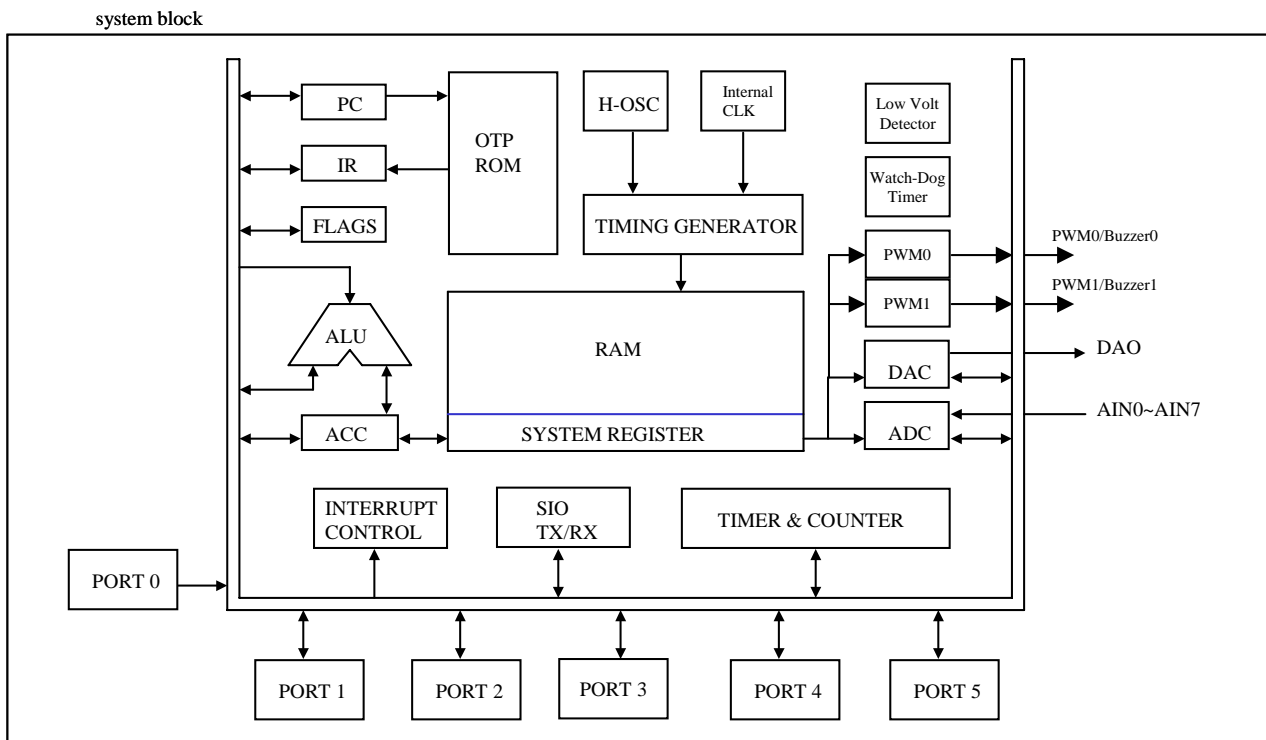 system block
PC
IR
FLAGS
OTP
ROM
H-OSC
Internal
CLK
Low Volt
Detector
Watch-Dog
Timer
TIMING GENERATOR
PWM0
PWM0/Buzzer0
PWM1
PWM1/Buzzer1
ALU
RAM
DAC
DAO
ACC
SYSTEM REGISTER
ADC
AIN0~AIN7
INTERRUPT
CONTROL
SIO
TX/RX
TIMER & COUNTER
PORT 0
PORT 1
PORT 2
PORT 3
PORT 4
PORT 5